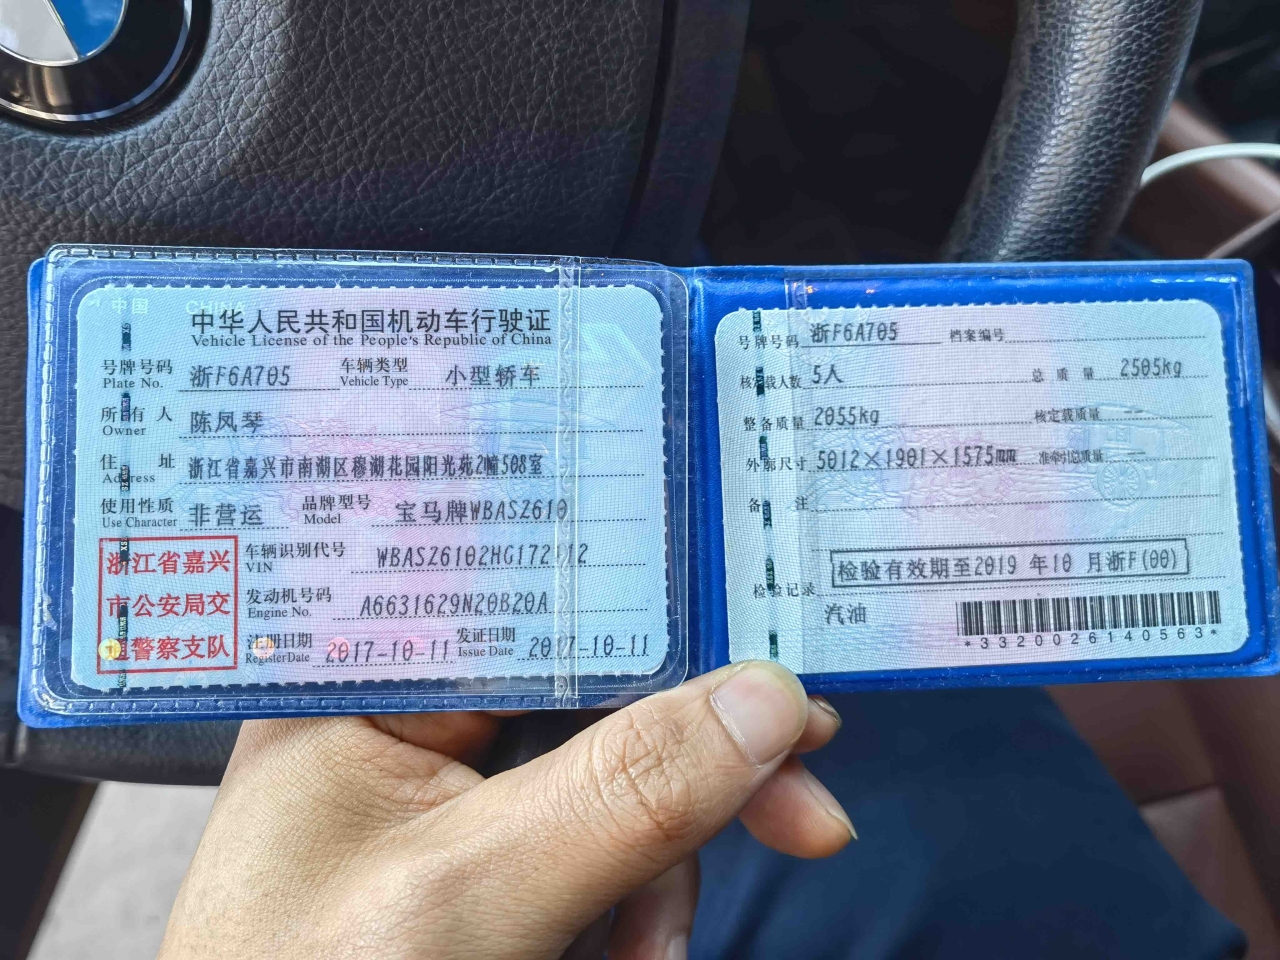 中国 CHINA
中华人民共和国机动车行驶证
Vehicle License of the People's Republic of China
号牌号码 浙F6A705 车辆类型 小型轿车
Plate No. Vehicle Type
所有人 陈凤琴
Owner
住址 浙江省嘉兴市南湖区穆湖花园阳光苑2幢508室
Address
使用性质 非营运 品牌型号 宝马牌WBASZ610
Use Character Model
浙江省嘉兴
市公安局交
警察支队
车辆识别代号
VIN
发动机号码 A6631629N20B20A
Engine No.
注册日期 2017-10-11 发证日期 2017-10-11
Register Date Issue Date
号牌号码 浙F6A705 档案编号
核定载人数 5人 总质量 2505kg
整备质量 2055kg 核定载质量 --
外廓尺寸 5012×1901×1575mm 准牵引总质量 --
备注
检验有效期至2019 年10 月浙F(00)
检验记录
汽油
*3320026140563*